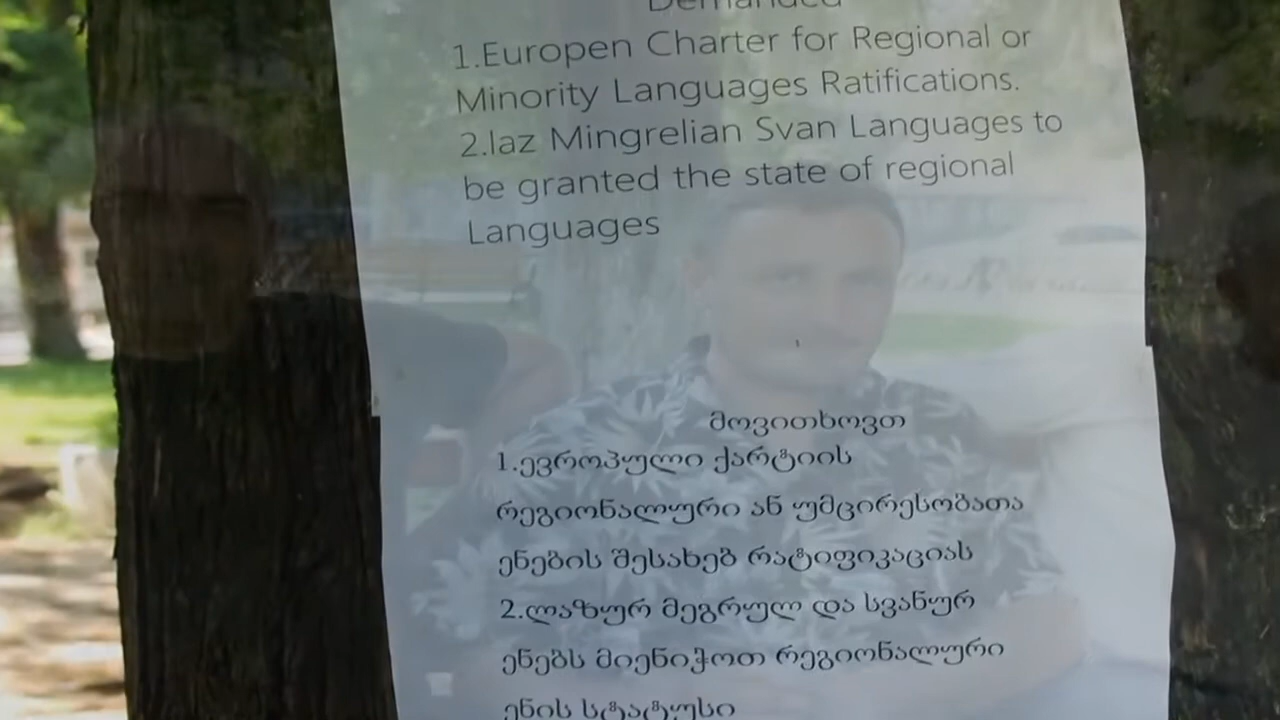 Demanded
1.Europen Charter for Regional or
Minority Languages Ratifications.
2.laz Mingrelian Svan Languages to
be granted the state of regional
Languages
მოვითხოვთ
1.ევროპული ქარტიის
რეგიონალური ან უმცირესობათა
ენების შესახებ რატიფიკაციას
2.ლაზურ მეგრულ და სვანურ
ენებს მიენიჭოთ რეგიონალური
ენის სტატუსი